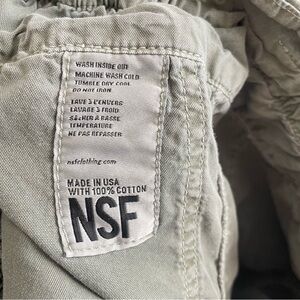 WASH INSIDE OUT
MACHINE WASH COLD
TUMBLE DRY COOL
DO NOT IRON
LAVE A L'ENVERS
LAVAGE A FROID
SECHER A BASSE
TEMPERATURE
NE PAS REPASSER
nsfclothing.com
MADE IN USA
WITH 100% COTTON
NSF